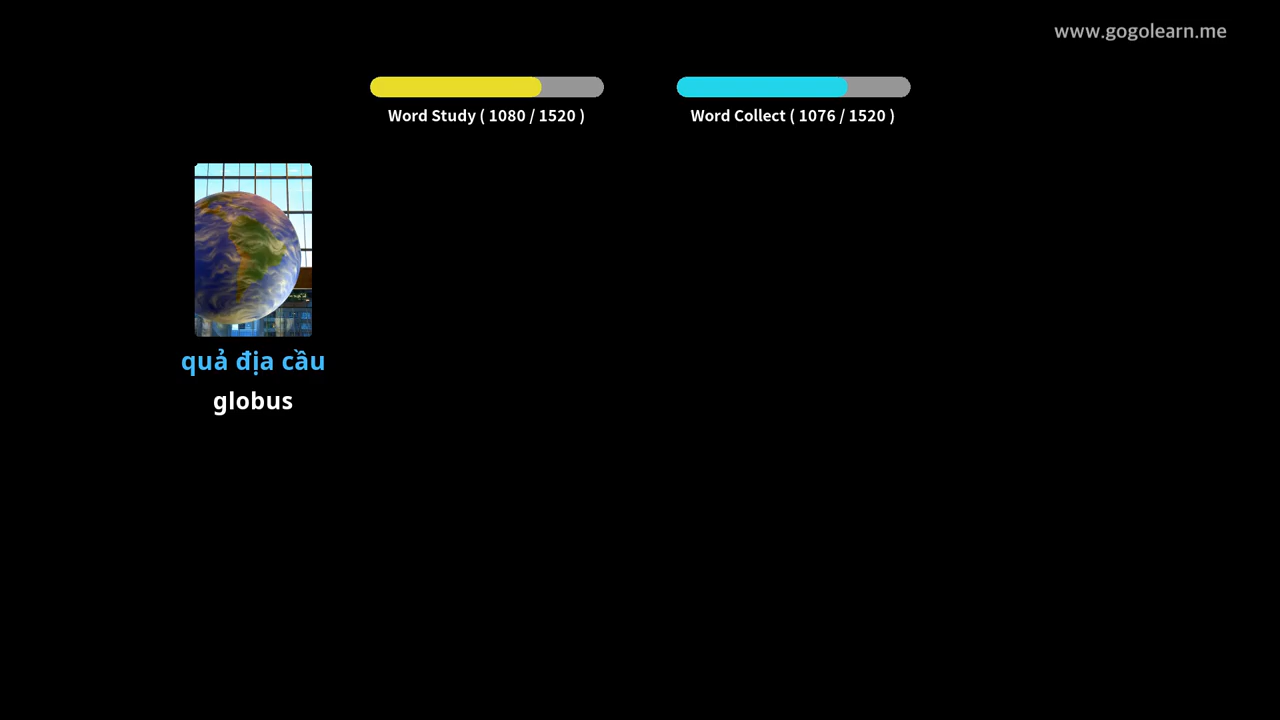 www.gogolearn.me
Word Study ( 1080 / 1520 )
Word Collect ( 1076 / 1520 )
quả địa cầu
globus